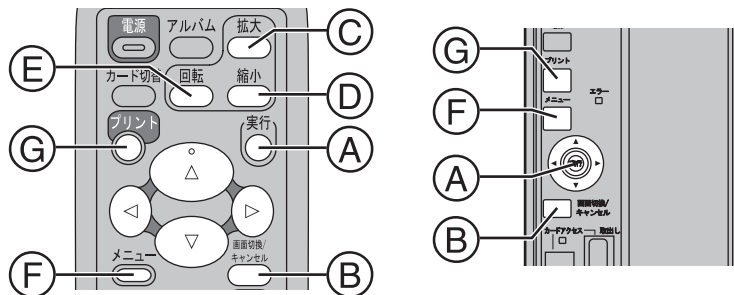 電源 アルバム 拡大
C
E
カード切替 回転 縮小
D
プリント 実行
G
A
メニュー 画面切換/
キャンセル
F
B
プリント
G
メニュー エラー
F
A
画面切換/
キャンセル
B
カードアクセス 取出し